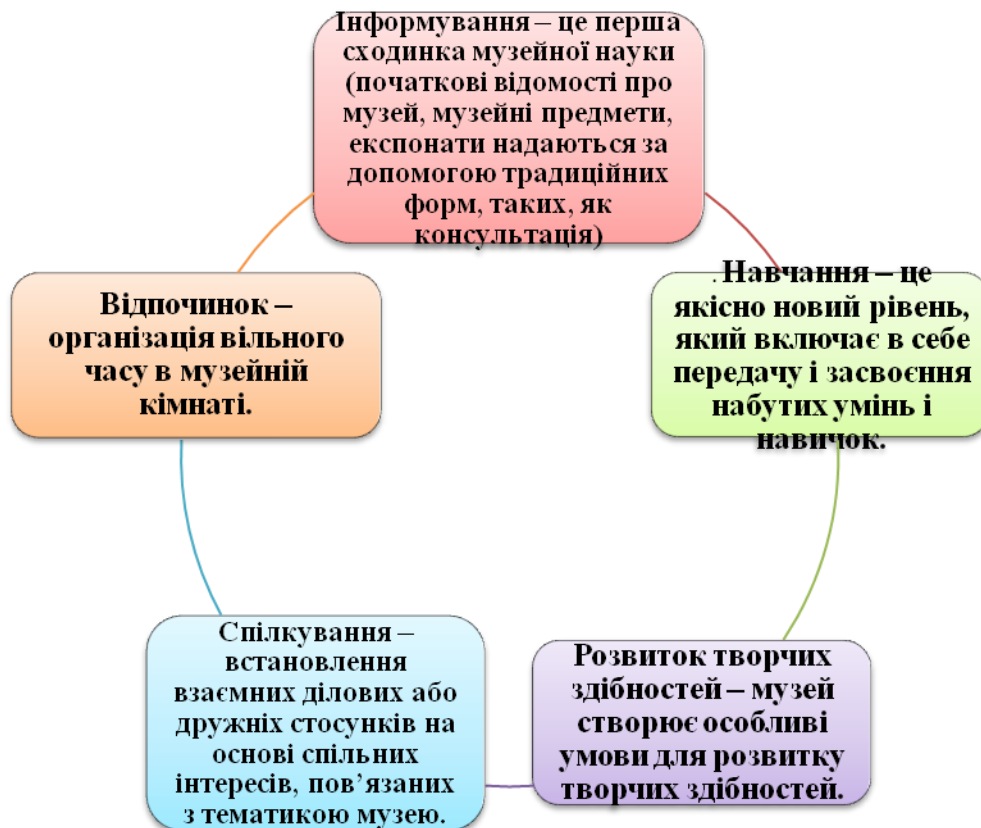 Інформування – це перша
сходинка музейної науки
(початкові відомості про
музей, музейні предмети,
експонати надаються за
допомогою традиційних
форм, таких, як
консультація)
. Навчання – це
якісно новий рівень,
який включає в себе
передачу і засвоєння
набутих умінь і
навичок.
Розвиток творчих
здібностей – музей
створює особливі
умови для розвитку
творчих здібностей.
Спілкування –
встановлення
взаємних ділових або
дружніх стосунків на
основі спільних
інтересів, пов’язаних
з тематикою музею.
Відпочинок –
організація вільного
часу в музейній
кімнаті.